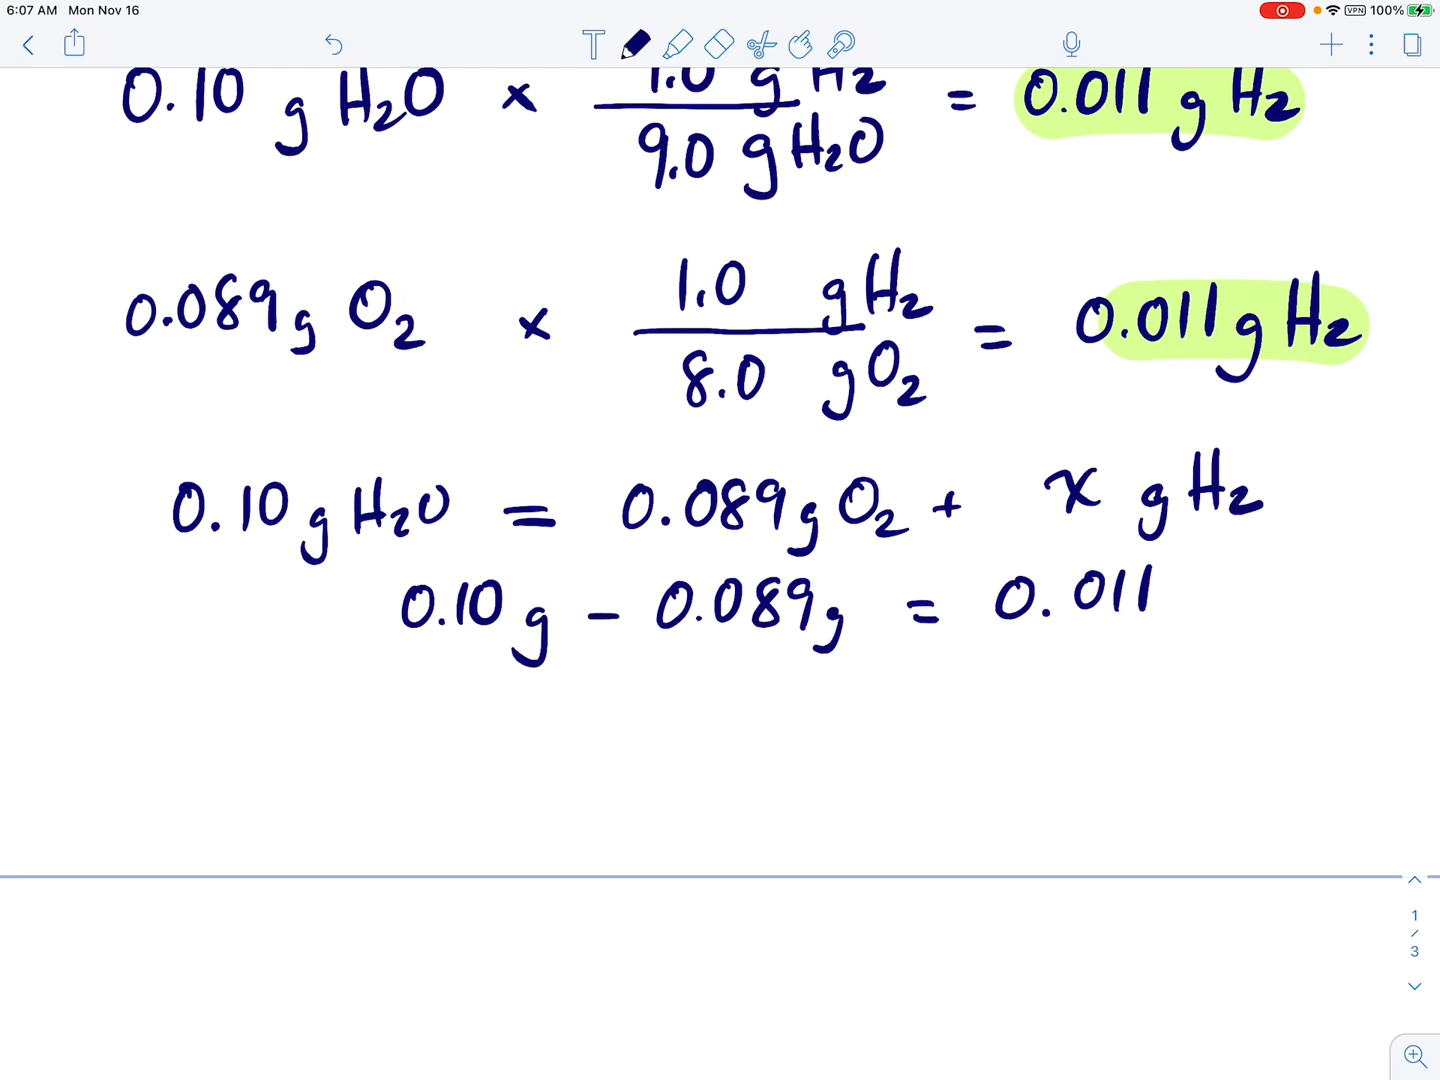 6:07 AM Mon Nov 16
VPN 100%
T
0.10 g H2O × 1.0 g H2 = 0.011 g H2
9.0 g H2O
0.089 g O2 × 1.0 g H2 = 0.011 g H2
8.0 g O2
0.10 g H2O = 0.089 g O2 + x g H2
0.10 g - 0.089 g = 0.011
1
/
3